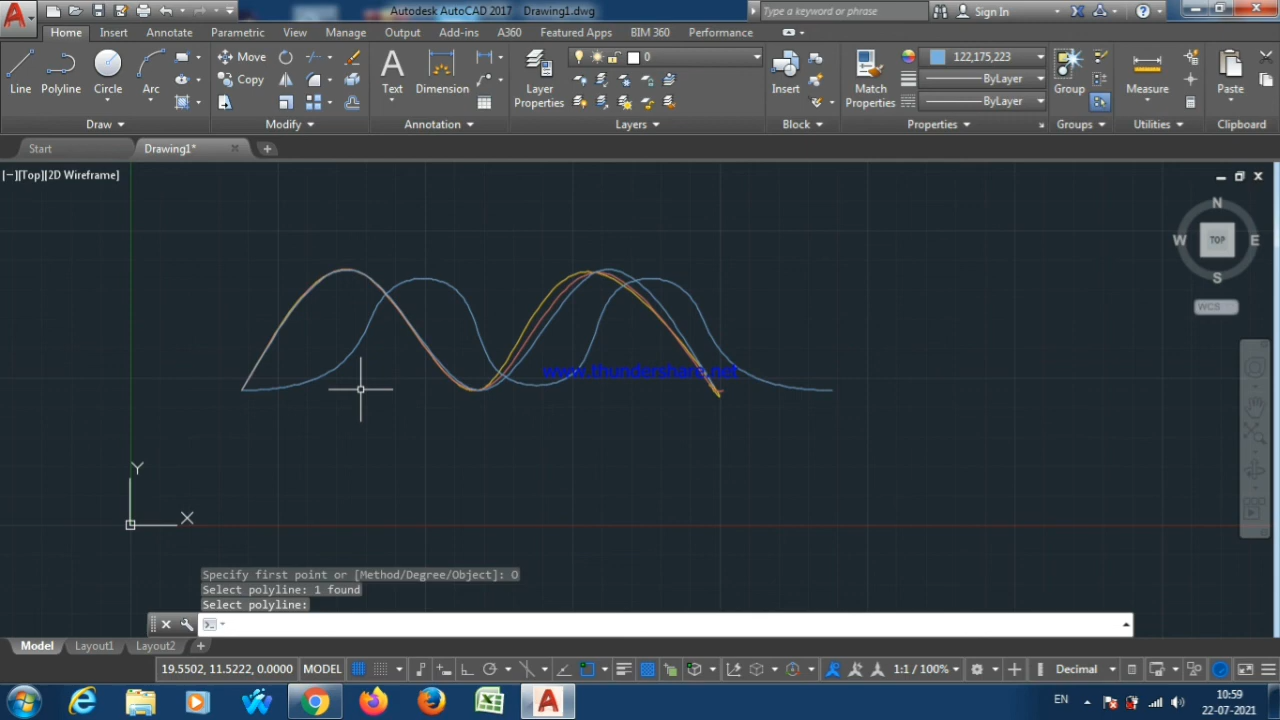 Autodesk AutoCAD 2017 Drawing1.dwg
Type a keyword or phrase
Sign In
Home Insert Annotate Parametric View Manage Output Add-ins A360 Featured Apps BIM 360 Performance
Move
Copy
122,175,223
0
ByLayer
ByLayer
Line Polyline Circle Arc Text Dimension Layer Properties Insert Match Properties Group Measure Paste
Draw Modify Annotation Layers Block Properties Groups Utilities Clipboard
Start Drawing1*
[−][Top][2D Wireframe]
N
W TOP E
S
WCS
www.thundershare.net
Y
X
Specify first point or [Method/Degree/Object]: O
Select polyline: 1 found
Select polyline:
Model Layout1 Layout2
19.5502, 11.5222, 0.0000 MODEL 1:1 / 100% Decimal
EN
10:59
22-07-2021